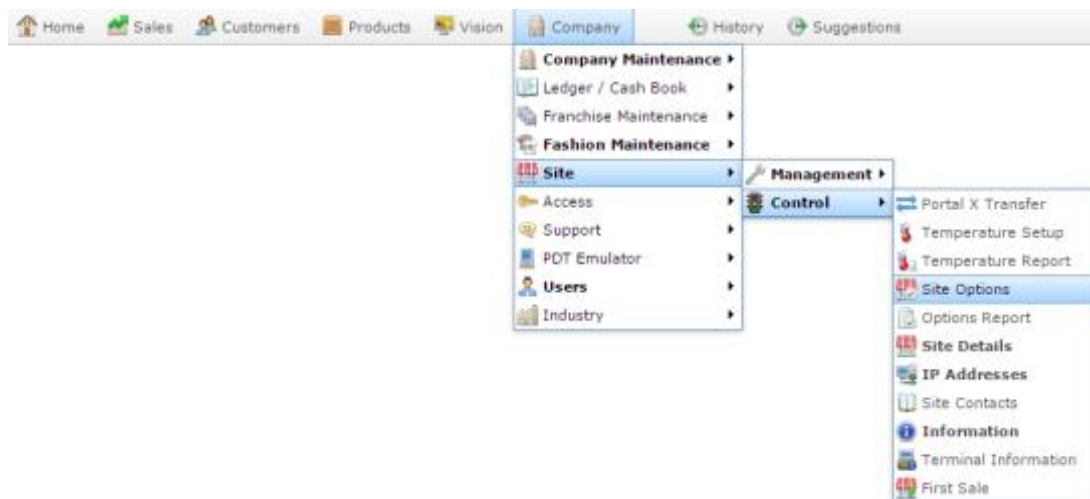 Home Sales Customers Products Vision Company History Suggestions
Company Maintenance
Ledger / Cash Book
Franchise Maintenance
Fashion Maintenance
Site
Access
Support
PDT Emulator
Users
Industry
Management
Control
Portal X Transfer
Temperature Setup
Temperature Report
Site Options
Options Report
Site Details
IP Addresses
Site Contacts
Information
Terminal Information
First Sale